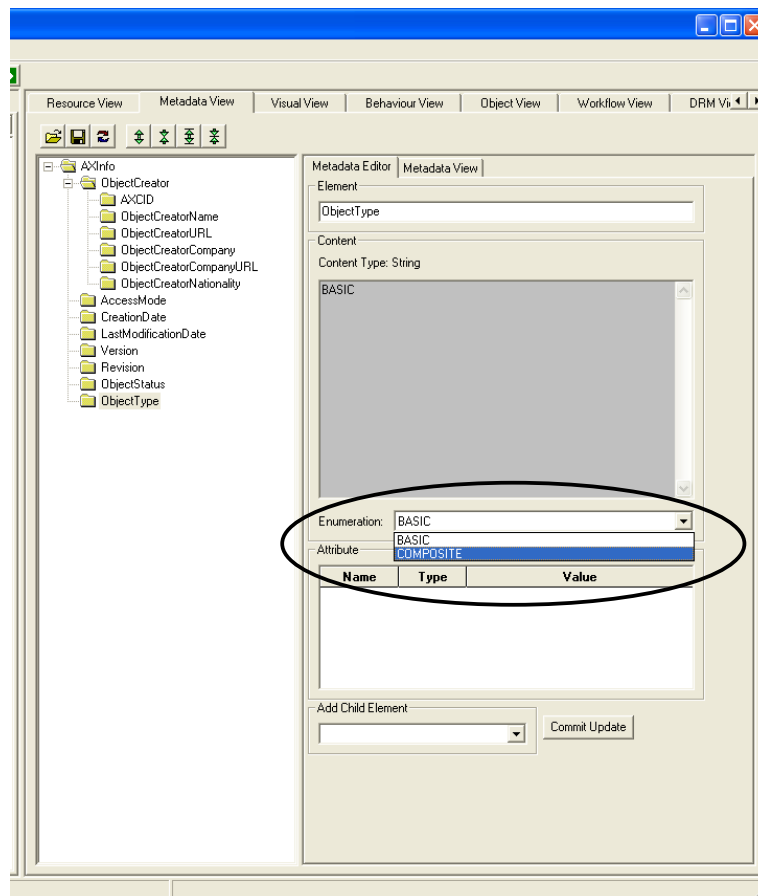 Resource View Metadata View Visual View Behaviour View Object View Workflow View DRM Vi
AXInfo
ObjectCreator
AXCID
ObjectCreatorName
ObjectCreatorURL
ObjectCreatorCompany
ObjectCreatorCompanyURL
ObjectCreatorNationality
AccessMode
CreationDate
LastModificationDate
Version
Revision
ObjectStatus
ObjectType
Metadata Editor Metadata View
Element
ObjectType
Content
Content Type: String
BASIC
Enumeration: BASIC
BASIC
COMPOSITE
Attribute
Name Type Value
Add Child Element
Commit Update